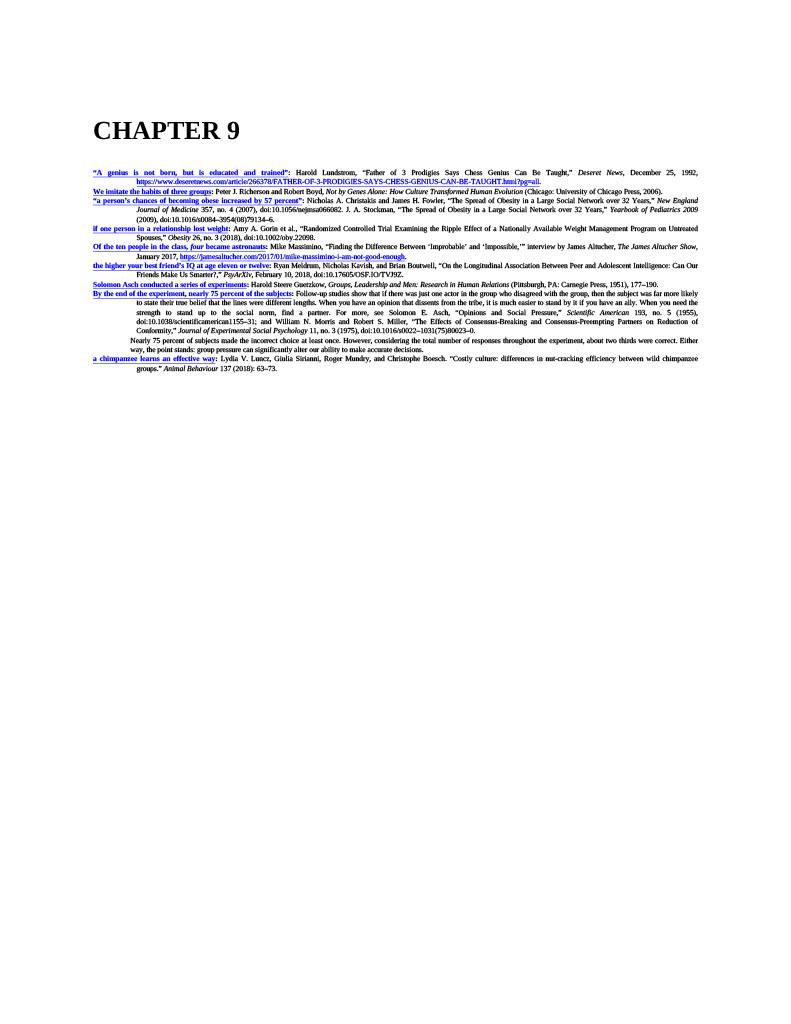 CHAPTER 9
“A genius is not born, but is educated and trained”: Harold Lundstrom, “Father of 3 Prodigies Says Chess Genius Can Be Taught,” Deseret News, December 25, 1992,
https://www.deseretnews.com/article/266378/FATHER-OF-3-PRODIGIES-SAYS-CHESS-GENIUS-CAN-BE-TAUGHT.html?pg=all.
We imitate the habits of three groups: Peter J. Richerson and Robert Boyd, Not by Genes Alone: How Culture Transformed Human Evolution (Chicago: University of Chicago Press, 2006).
“a person’s chances of becoming obese increased by 57 percent”: Nicholas A. Christakis and James H. Fowler, “The Spread of Obesity in a Large Social Network over 32 Years,” New England
Journal of Medicine 357, no. 4 (2007), doi:10.1056/nejmsa066082. J. A. Stockman, “The Spread of Obesity in a Large Social Network over 32 Years,” Yearbook of Pediatrics 2009
(2009), doi:10.1016/s0084–3954(08)79134–6.
if one person in a relationship lost weight: Amy A. Gorin et al., “Randomized Controlled Trial Examining the Ripple Effect of a Nationally Available Weight Management Program on Untreated
Spouses,” Obesity 26, no. 3 (2018), doi:10.1002/oby.22098.
Of the ten people in the class, four became astronauts: Mike Massimino, “Finding the Difference Between ‘Improbable’ and ‘Impossible,’” interview by James Altucher, The James Altucher Show,
January 2017, https://jamesaltucher.com/2017/01/mike-massimino-i-am-not-good-enough.
the higher your best friend’s IQ at age eleven or twelve: Ryan Meldrum, Nicholas Kavish, and Brian Boutwell, “On the Longitudinal Association Between Peer and Adolescent Intelligence: Can Our
Friends Make Us Smarter?,” PsyArXiv, February 10, 2018, doi:10.17605/OSF.IO/TVJ9Z.
Solomon Asch conducted a series of experiments: Harold Steere Guetzkow, Groups, Leadership and Men: Research in Human Relations (Pittsburgh, PA: Carnegie Press, 1951), 177–190.
By the end of the experiment, nearly 75 percent of the subjects: Follow-up studies show that if there was just one actor in the group who disagreed with the group, then the subject was far more likely
to state their true belief that the lines were different lengths. When you have an opinion that dissents from the tribe, it is much easier to stand by it if you have an ally. When you need the
strength to stand up to the social norm, find a partner. For more, see Solomon E. Asch, “Opinions and Social Pressure,” Scientific American 193, no. 5 (1955),
doi:10.1038/scientificamerican1155–31; and William N. Morris and Robert S. Miller, “The Effects of Consensus-Breaking and Consensus-Preempting Partners on Reduction of
Conformity,” Journal of Experimental Social Psychology 11, no. 3 (1975), doi:10.1016/s0022–1031(75)80023–0.
Nearly 75 percent of subjects made the incorrect choice at least once. However, considering the total number of responses throughout the experiment, about two thirds were correct. Either
way, the point stands: group pressure can significantly alter our ability to make accurate decisions.
a chimpanzee learns an effective way: Lydia V. Luncz, Giulia Sirianni, Roger Mundry, and Christophe Boesch. “Costly culture: differences in nut-cracking efficiency between wild chimpanzee
groups.” Animal Behaviour 137 (2018): 63–73.